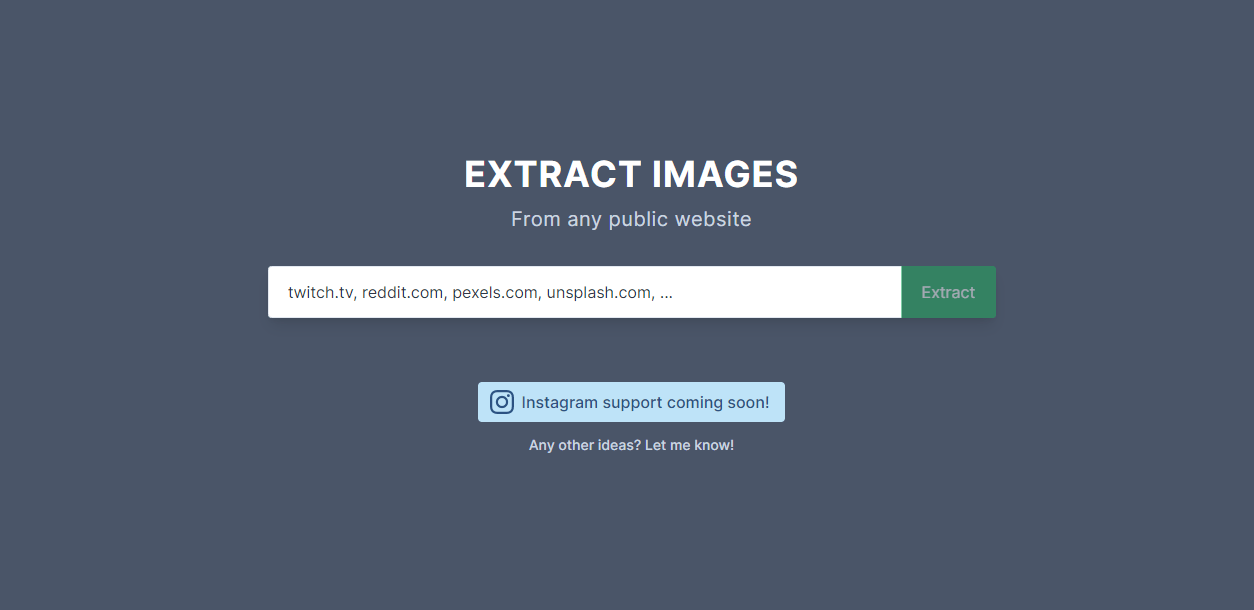 EXTRACT IMAGES
From any public website
twitch.tv, reddit.com, pexels.com, unsplash.com, ...
Extract
Instagram support coming soon!
Any other ideas? Let me know!